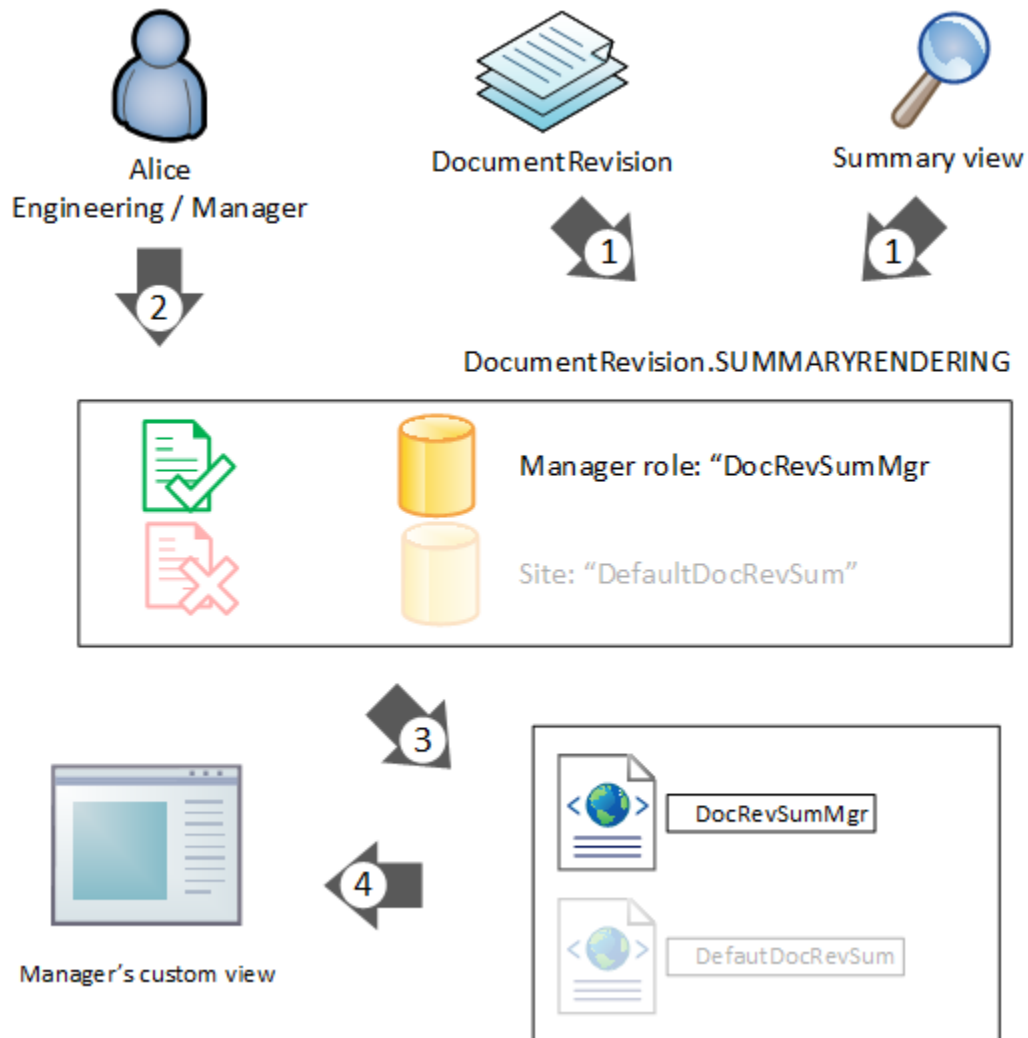 Alice
Engineering / Manager
DocumentRevision
Summary view
1
1
2
DocumentRevision.SUMMARYRENDERING
Manager role: “DocRevSumMgr
Site: “DefaultDocRevSum”
3
DocRevSumMgr
4
DefautDocRevSum
Manager’s custom view